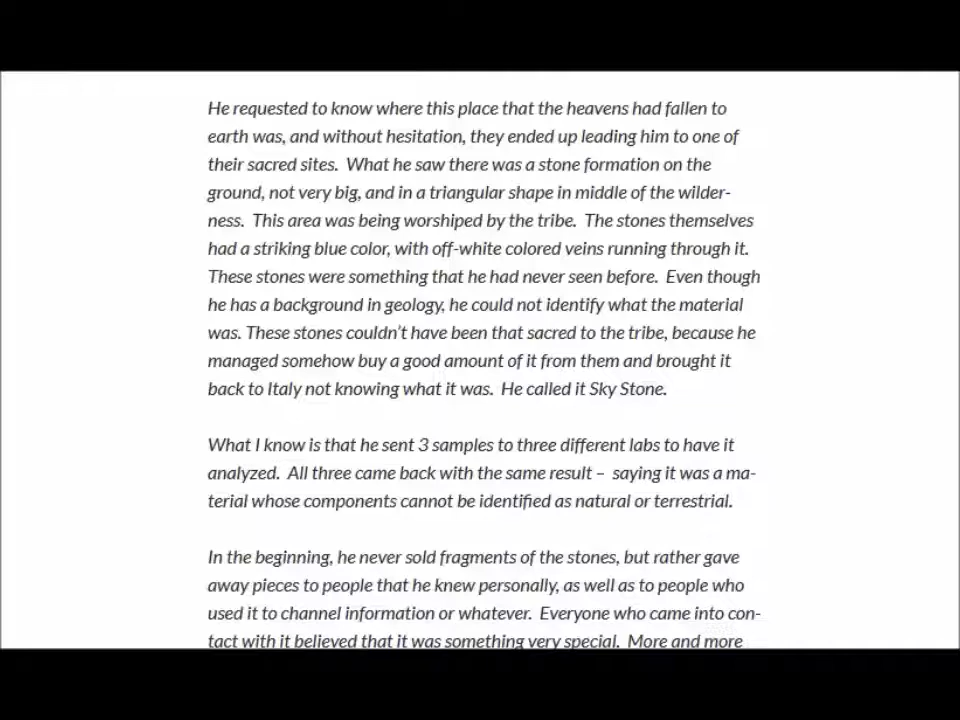 He requested to know where this place that the heavens had fallen to
earth was, and without hesitation, they ended up leading him to one of
their sacred sites.  What he saw there was a stone formation on the
ground, not very big, and in a triangular shape in middle of the wilder-
ness.  This area was being worshiped by the tribe.  The stones themselves
had a striking blue color, with off-white colored veins running through it.
These stones were something that he had never seen before.  Even though
he has a background in geology, he could not identify what the material
was. These stones couldn’t have been that sacred to the tribe, because he
managed somehow buy a good amount of it from them and brought it
back to Italy not knowing what it was.  He called it Sky Stone.
What I know is that he sent 3 samples to three different labs to have it
analyzed.  All three came back with the same result –  saying it was a ma-
terial whose components cannot be identified as natural or terrestrial.
In the beginning, he never sold fragments of the stones, but rather gave
away pieces to people that he knew personally, as well as to people who
used it to channel information or whatever.  Everyone who came into con-
tact with it believed that it was something very special.  More and more